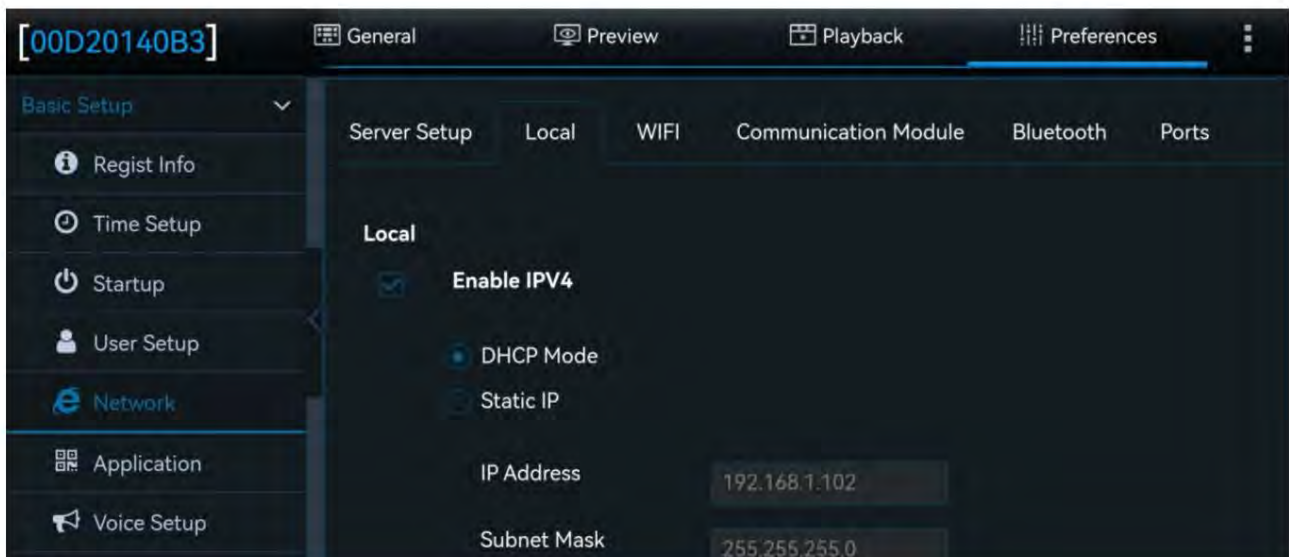 [00D20140B3]
General
Preview
Playback
Preferences
Basic Setup
Regist Info
Time Setup
Startup
User Setup
Network
Application
Voice Setup
Server Setup
Local
WIFI
Communication Module
Bluetooth
Ports
Local
Enable IPV4
DHCP Mode
Static IP
IP Address
192.168.1.102
Subnet Mask
255.255.255.0